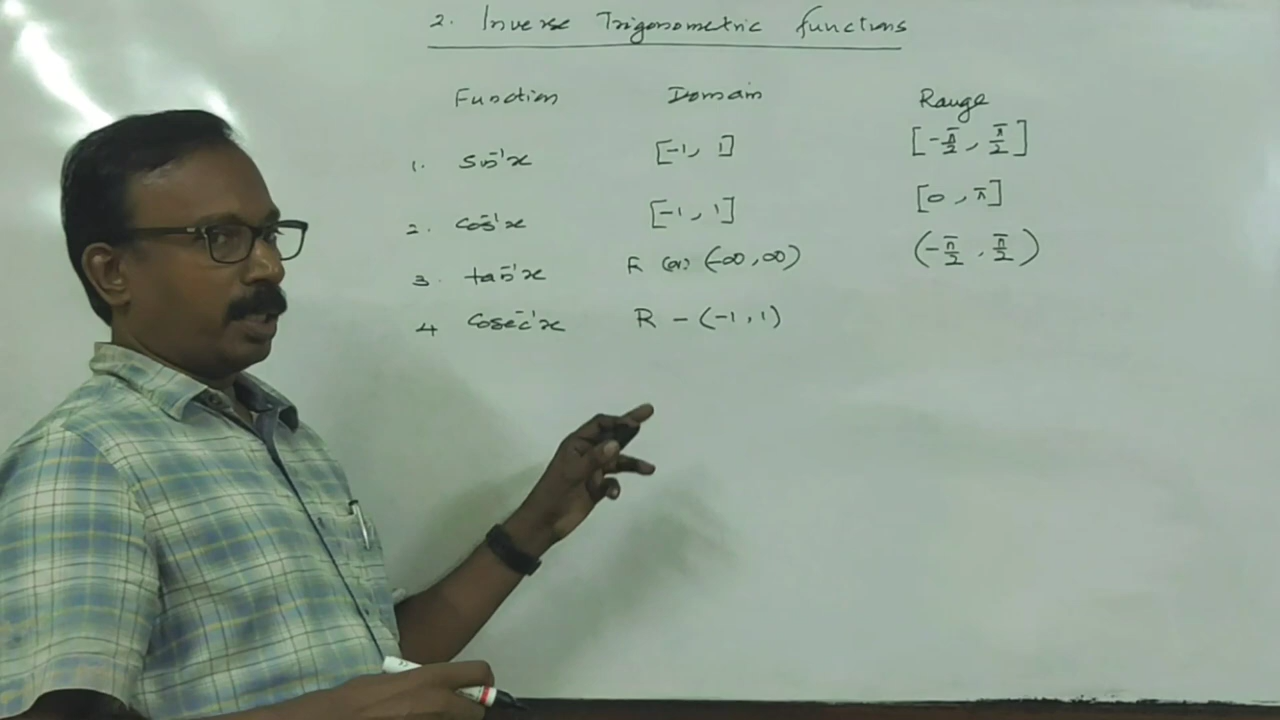 2. Inverse Trigonometric functions
Function Domain Range
1. sin⁻¹x [-1, 1] [-π/2, π/2]
2. cos⁻¹x [-1, 1] [0, π]
3. tan⁻¹x R (or) (-∞, ∞) (-π/2, π/2)
4 cosec⁻¹x R - (-1, 1)